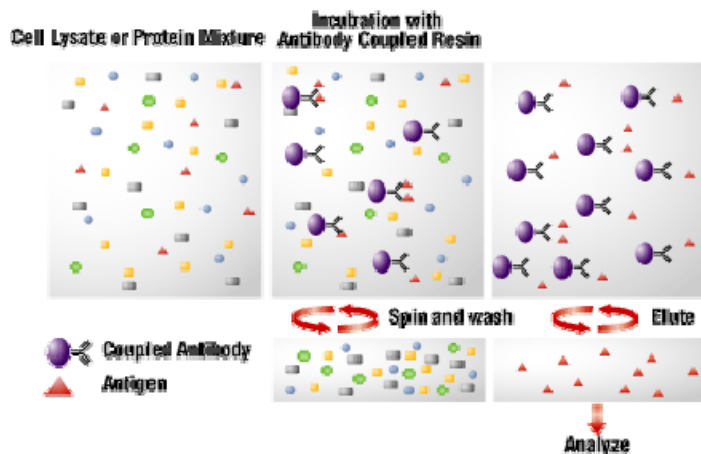 Cell Lysate or Protein Mixture
Incubation with
Antibody Coupled Resin
Spin and wash
Elute
Coupled Antibody
Antigen
Analyze